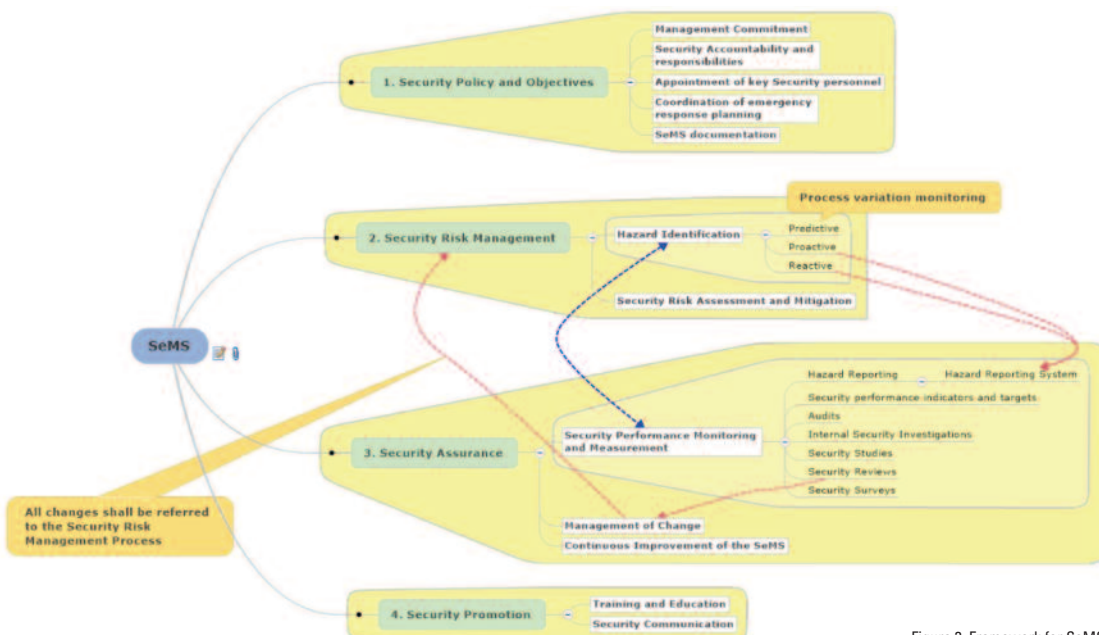 Management Commitment
Security Accountability and
responsibilities
1. Security Policy and Objectives
Appointment of key Security personnel
Coordination of emergency
response planning
SeMS documentation
Process variation monitoring
2. Security Risk Management
Hazard Identification
Predictive
Proactive
Reactive
Security Risk Assessment and Mitigation
SeMS
Hazard Reporting
Hazard Reporting System
Security performance indicators and targets
Audits
3. Security Assurance
Security Performance Monitoring
and Measurement
Internal Security Investigations
Security Studies
Security Reviews
Security Surveys
All changes shall be referred
to the Security Risk
Management Process
Management of Change
Continuous Improvement of the SeMS
4. Security Promotion
Training and Education
Security Communication